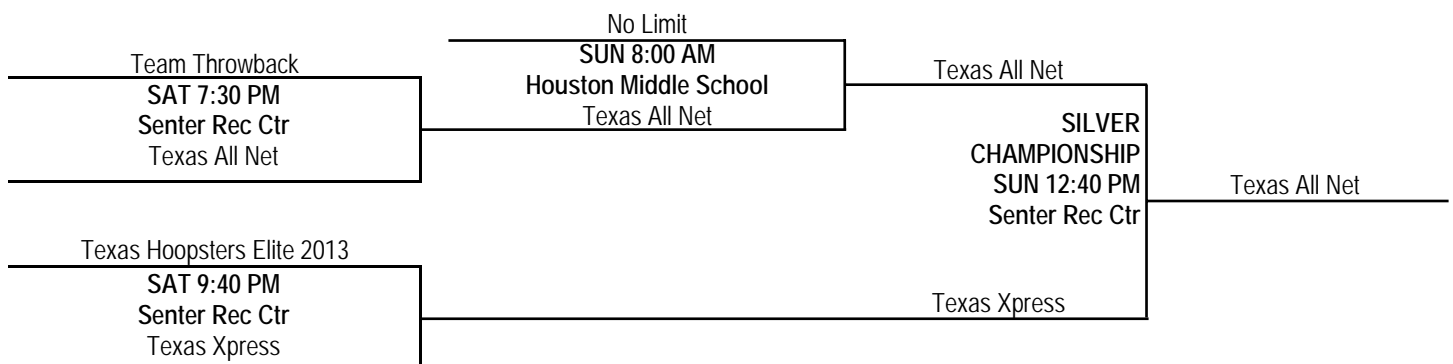 No Limit
SUN 8:00 AM
Houston Middle School
Texas All Net
Team Throwback
SAT 7:30 PM
Senter Rec Ctr
Texas All Net
Texas All Net
SILVER
CHAMPIONSHIP
SUN 12:40 PM
Senter Rec Ctr
Texas All Net
Texas Hoopsters Elite 2013
SAT 9:40 PM
Senter Rec Ctr
Texas Xpress
Texas Xpress